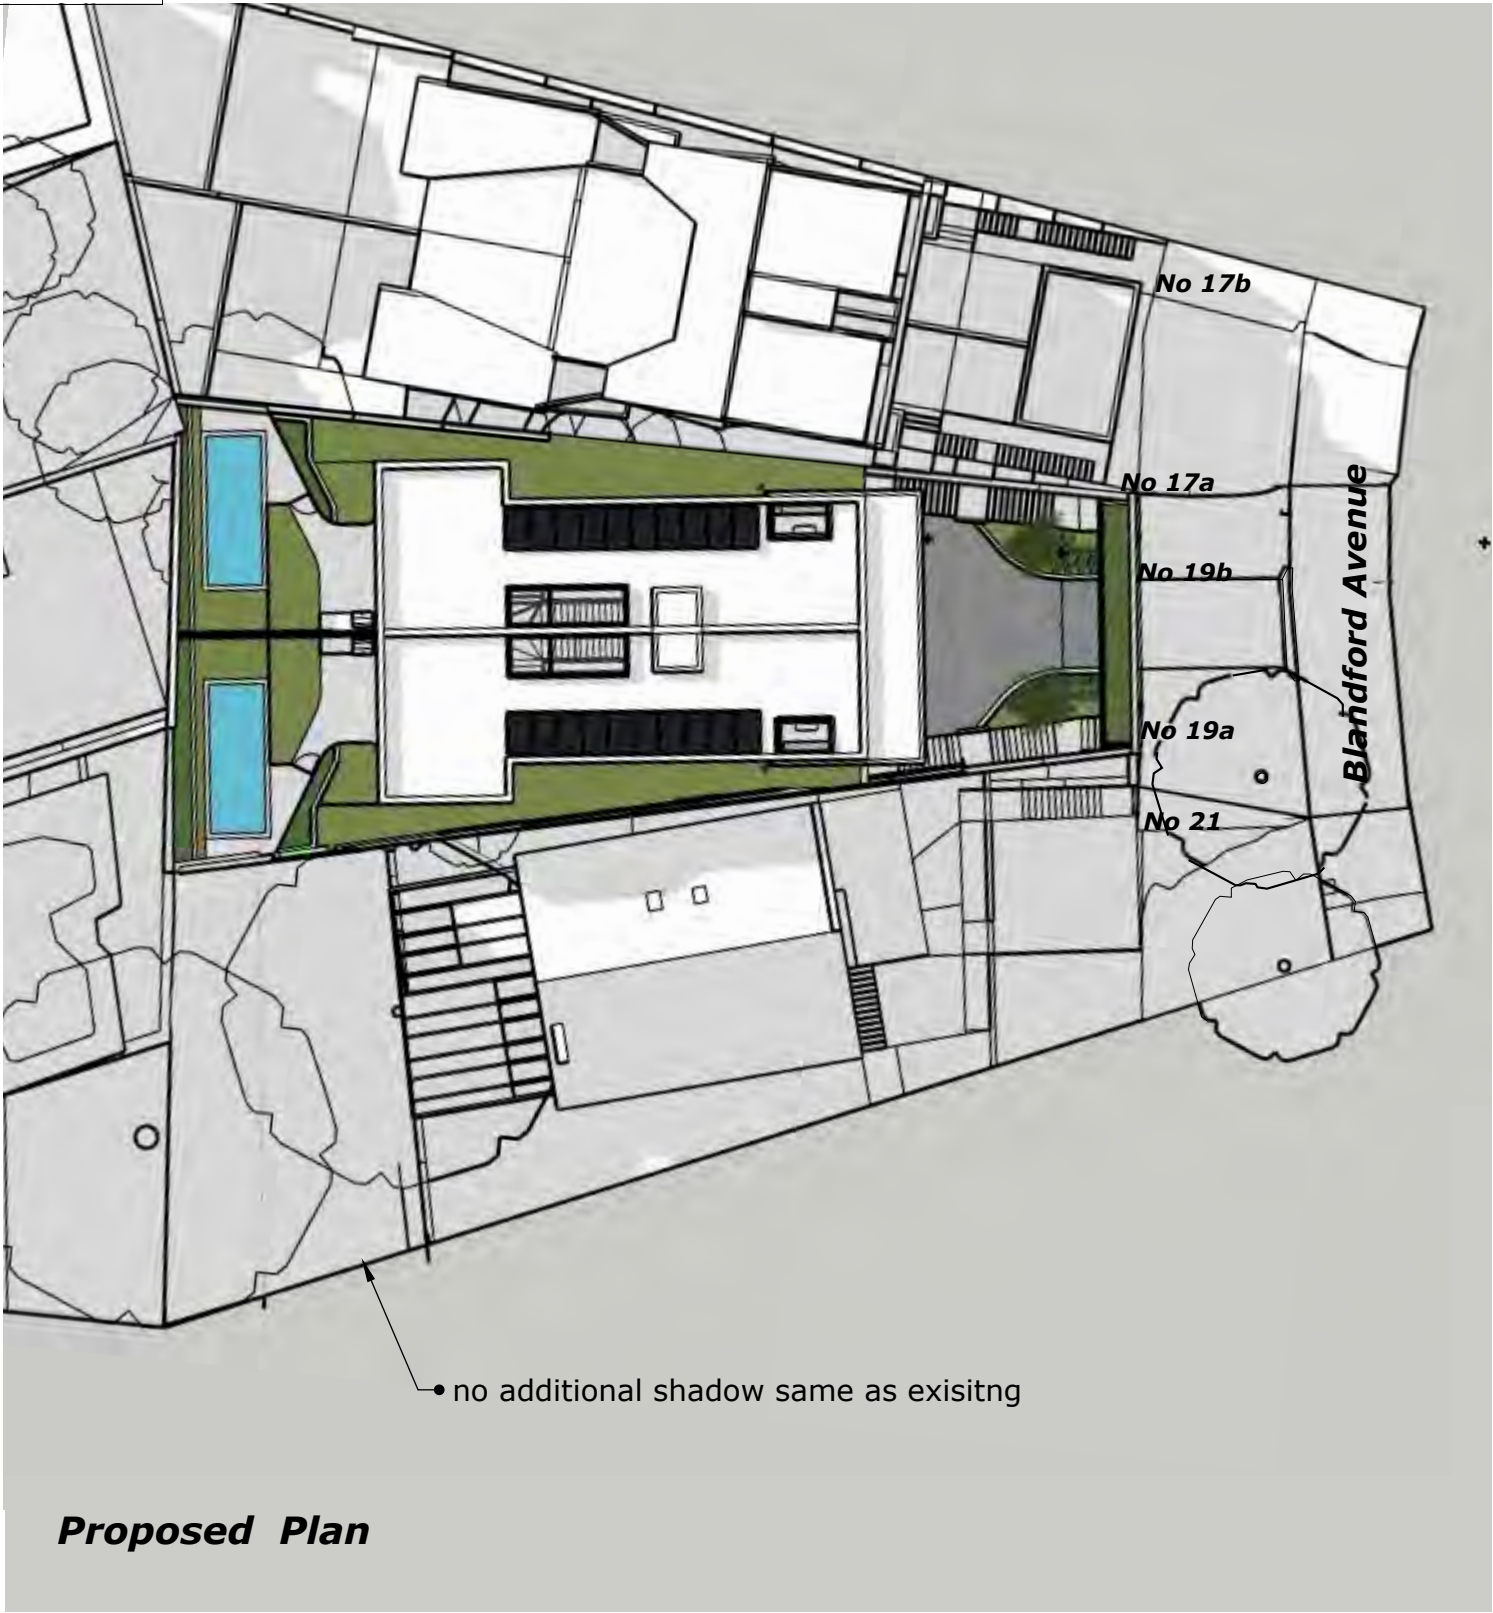 No 17b
No 17a
No 19b
Blandford Avenue
No 19a
No 21
no additional shadow same as exisitng
Proposed Plan